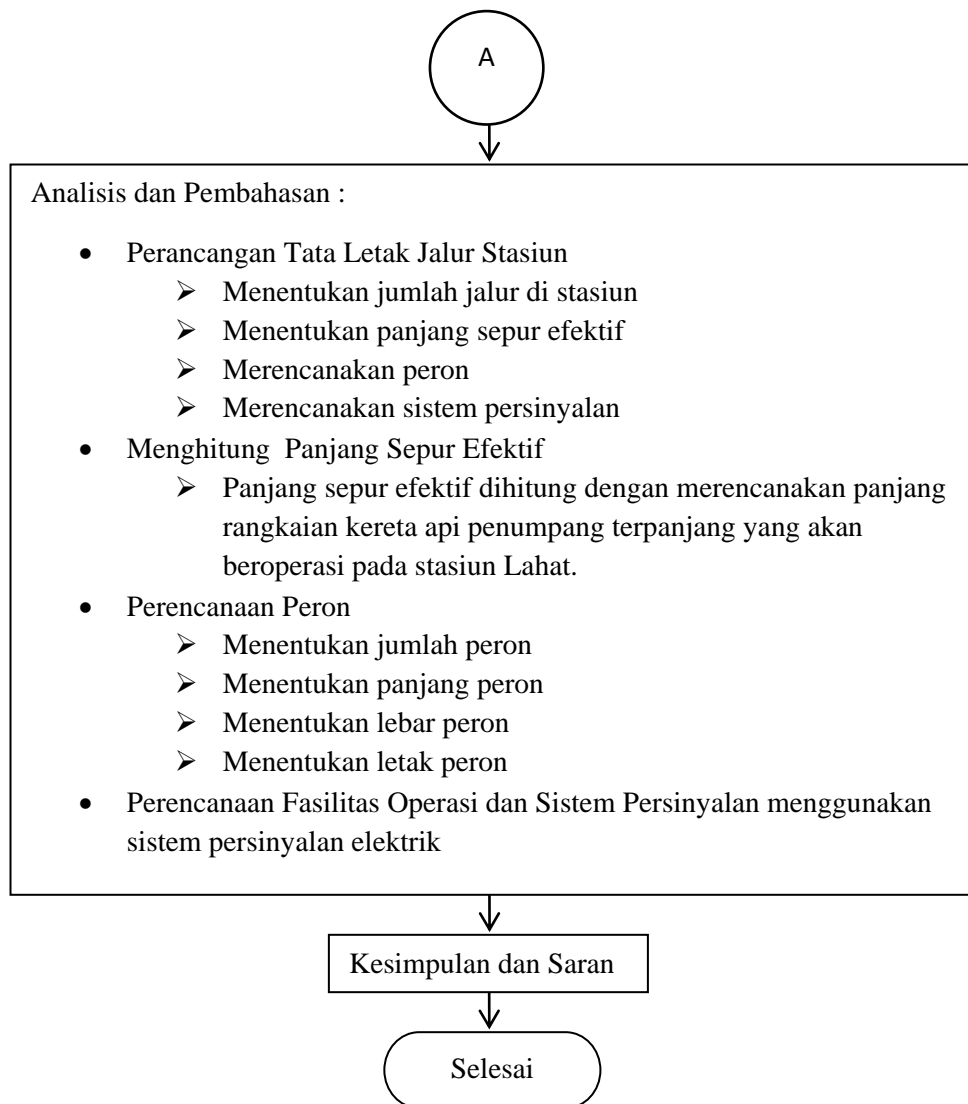 A
Analisis dan Pembahasan :
• Perancangan Tata Letak Jalur Stasiun
➢ Menentukan jumlah jalur di stasiun
➢ Menentukan panjang sepur efektif
➢ Merencanakan peron
➢ Merencanakan sistem persinyalan
• Menghitung Panjang Sepur Efektif
➢ Panjang sepur efektif dihitung dengan merencanakan panjang
rangkaian kereta api penumpang terpanjang yang akan
beroperasi pada stasiun Lahat.
• Perencanaan Peron
➢ Menentukan jumlah peron
➢ Menentukan panjang peron
➢ Menentukan lebar peron
➢ Menentukan letak peron
• Perencanaan Fasilitas Operasi dan Sistem Persinyalan menggunakan
sistem persinyalan elektrik
Kesimpulan dan Saran
Selesai